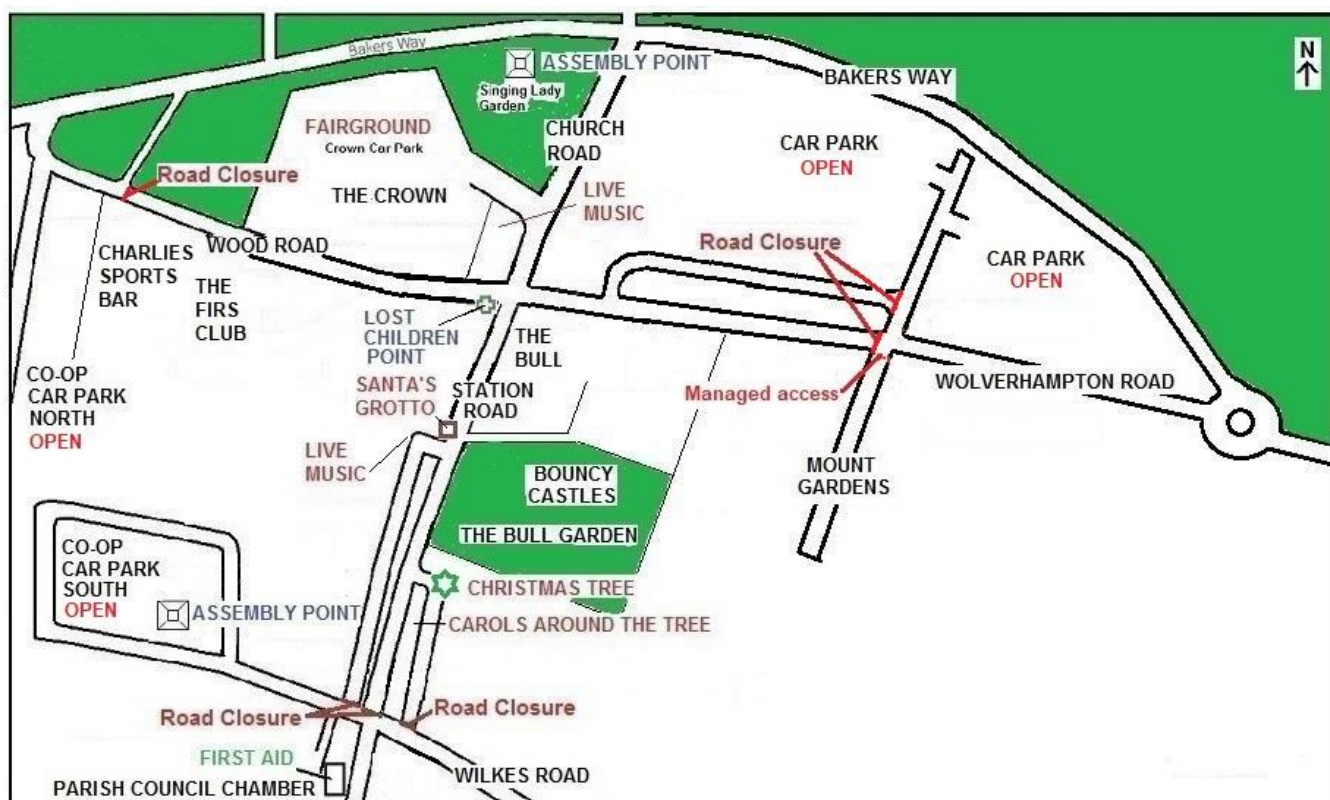 N
Bakers Way
ASSEMBLY POINT
Singing Lady
Garden
BAKERS WAY
FAIRGROUND
Crown Car Park
CHURCH
ROAD
CAR PARK
OPEN
Road Closure
THE CROWN
LIVE
MUSIC
Road Closure
CHARLIES
SPORTS
BAR
WOOD ROAD
THE
FIRS
CLUB
CAR PARK
OPEN
LOST
CHILDREN
POINT
THE
BULL
SANTA'S
GROTTO
STATION
ROAD
Managed access
WOLVERHAMPTON ROAD
CO-OP
CAR PARK
NORTH
OPEN
LIVE
MUSIC
BOUNCY
CASTLES
THE BULL GARDEN
MOUNT
GARDENS
CO-OP
CAR PARK
SOUTH
OPEN
ASSEMBLY POINT
CHRISTMAS TREE
CAROLS AROUND THE TREE
Road Closure
Road Closure
FIRST AID
PARISH COUNCIL CHAMBER
WILKES ROAD